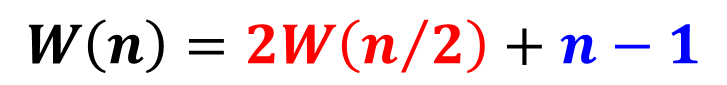 W(n) = 2W(n/2) + n − 1